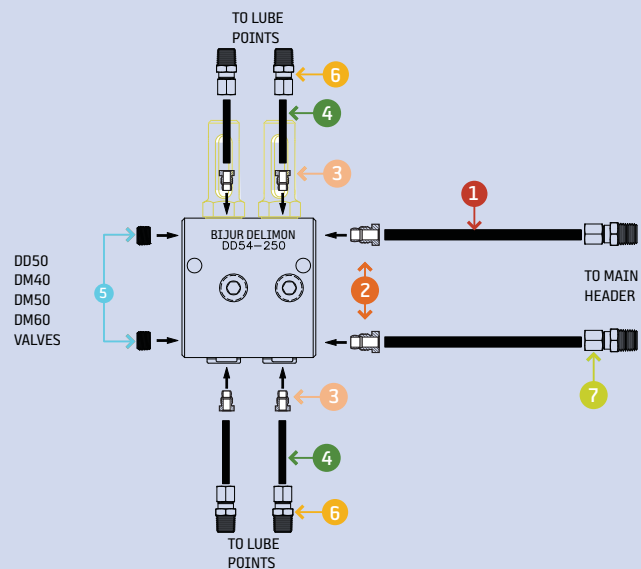 TO LUBE
POINTS
6
4
3
1
BIJUR DELIMON
DD54-250
DD50
DM40
DM50
DM60
VALVES
5
2
TO MAIN
HEADER
3
7
4
6
TO LUBE
POINTS